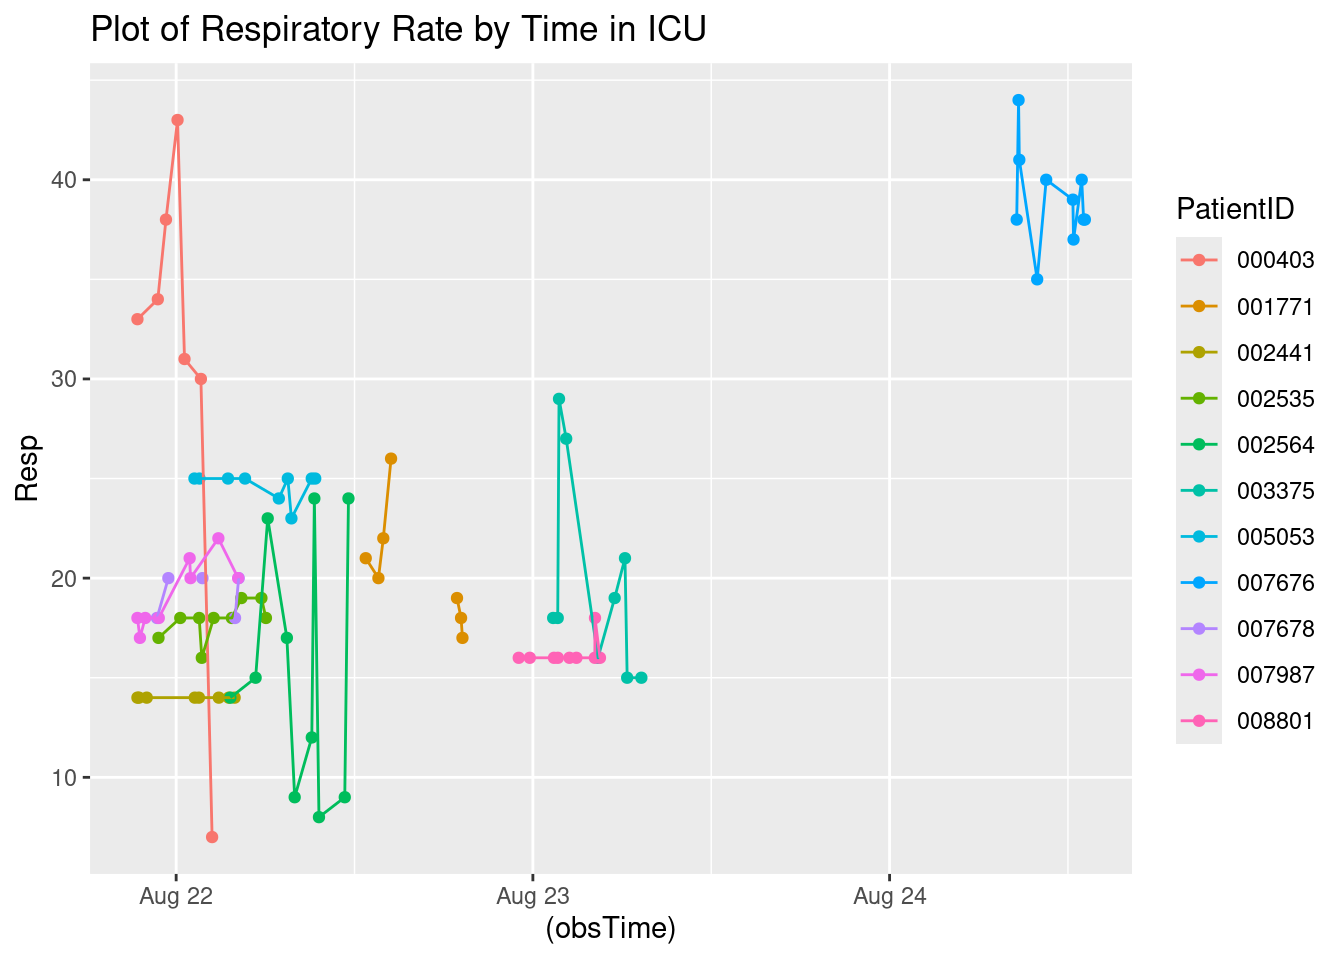 Plot of Respiratory Rate by Time in ICU
Resp
40
30
20
10
Aug 22
Aug 23
Aug 24
(obsTime)
PatientID
000403
001771
002441
002535
002564
003375
005053
007676
007678
007987
008801